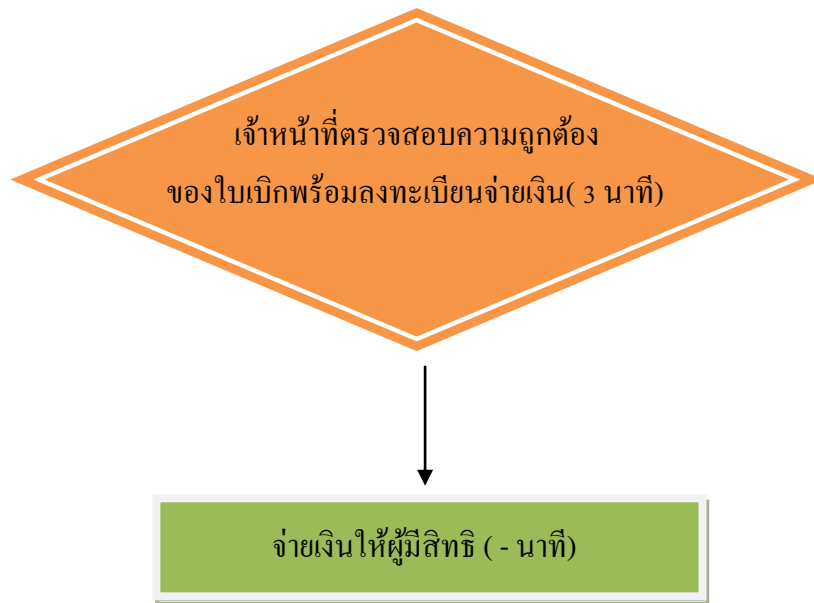 เจ้าหน้าที่ตรวจสอบความถูกต้อง
ของใบเบิกพร้อมลงทะเบียนจ่ายเงิน( 3 นาที)
จ่ายเงินให้ผู้มีสิทธิ ( - นาที)